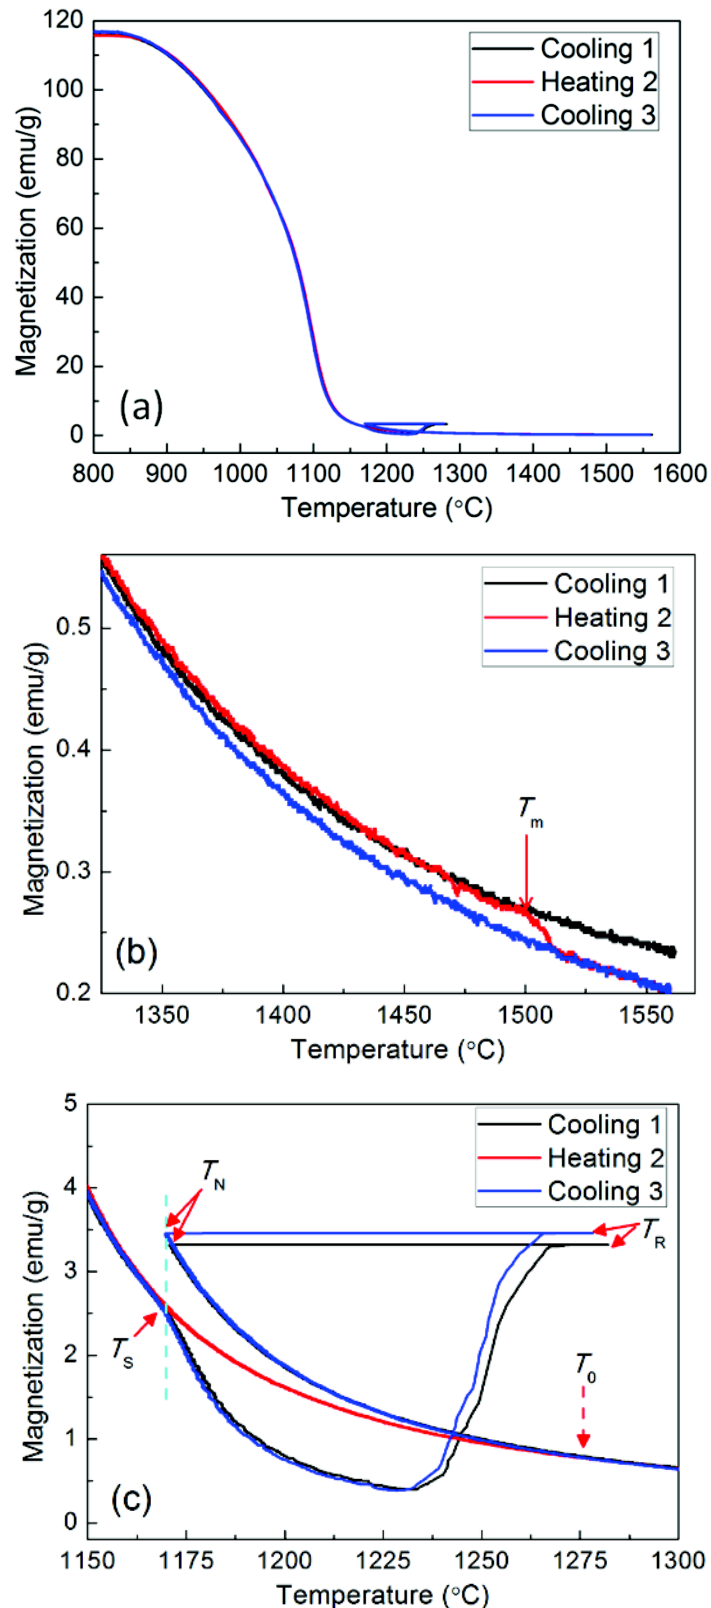 120
100
80
60
40
20
0
Magnetization (emu/g)
Cooling 1
Heating 2
Cooling 3
(a)
800 900 1000 1100 1200 1300 1400 1500 1600
Temperature (°C)
0.5
0.4
0.3
0.2
Magnetization (emu/g)
Cooling 1
Heating 2
Cooling 3
Tm
(b)
1350 1400 1450 1500 1550
Temperature (°C)
5
4
3
2
1
0
Magnetization (emu/g)
Cooling 1
Heating 2
Cooling 3
TN
TR
TS
T0
(c)
1150 1175 1200 1225 1250 1275 1300
Temperature (°C)